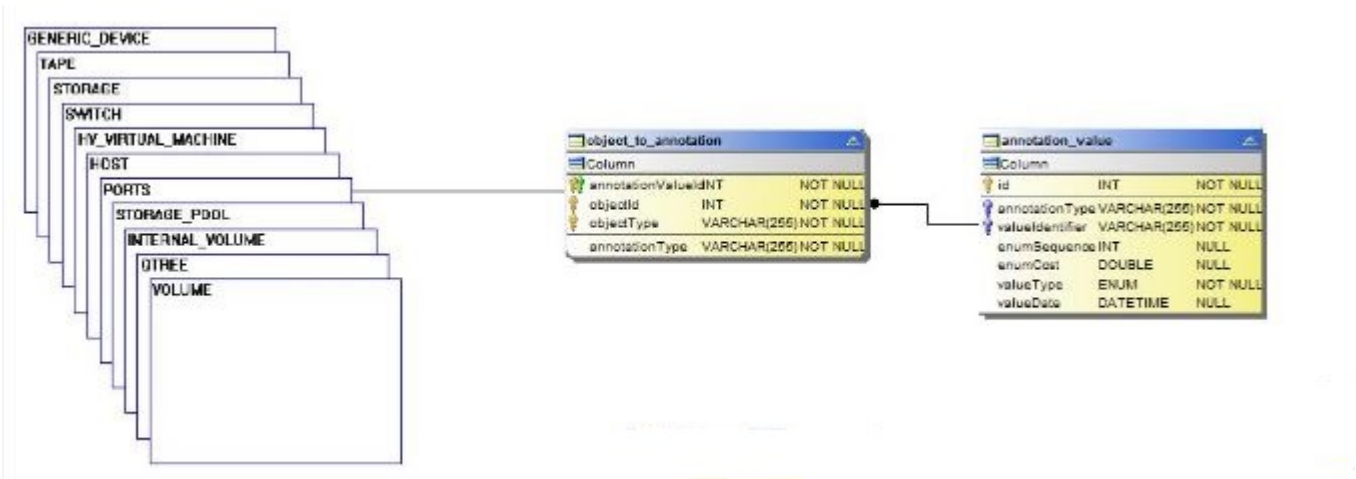 GENERIC_DEVICE
TAPE
STORAGE
SWITCH
HV_VIRTUAL_MACHINE
HOST
PORTS
STORAGE_POOL
INTERNAL_VOLUME
QTREE
VOLUME
object_to_annotation
Column
annotationValueId INT NOT NULL
objectId INT NOT NULL
objectType VARCHAR(255) NOT NULL
annotationType VARCHAR(255) NOT NULL
annotation_value
Column
id INT NOT NULL
annotationType VARCHAR(255) NOT NULL
valueIdentifier VARCHAR(255) NOT NULL
enumSequence INT NULL
enumCost DOUBLE NULL
valueType ENUM NOT NULL
valueDate DATETIME NULL